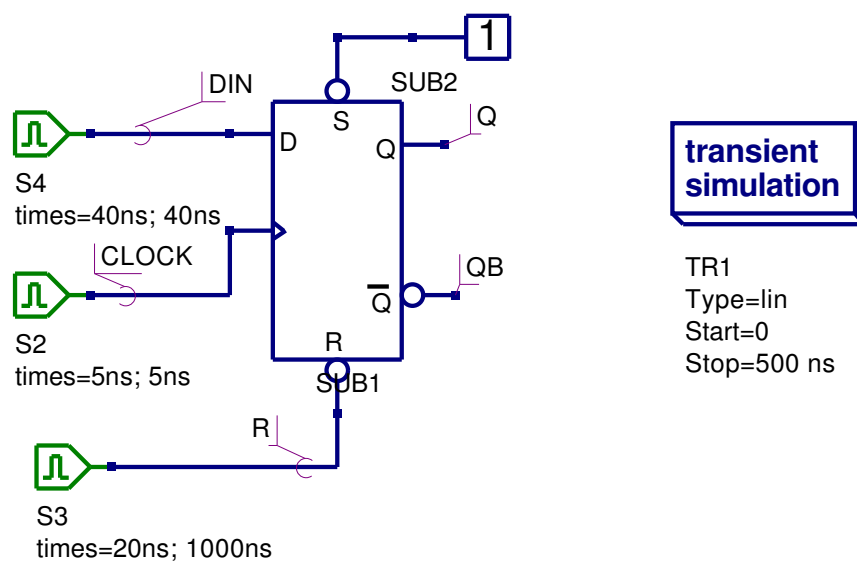 1
DIN
SUB2
S
Q
D
Q
S4
times=40ns; 40ns
CLOCK
QB
Q
S2
times=5ns; 5ns
R
SUB1
R
S3
times=20ns; 1000ns
transient
simulation
TR1
Type=lin
Start=0
Stop=500 ns